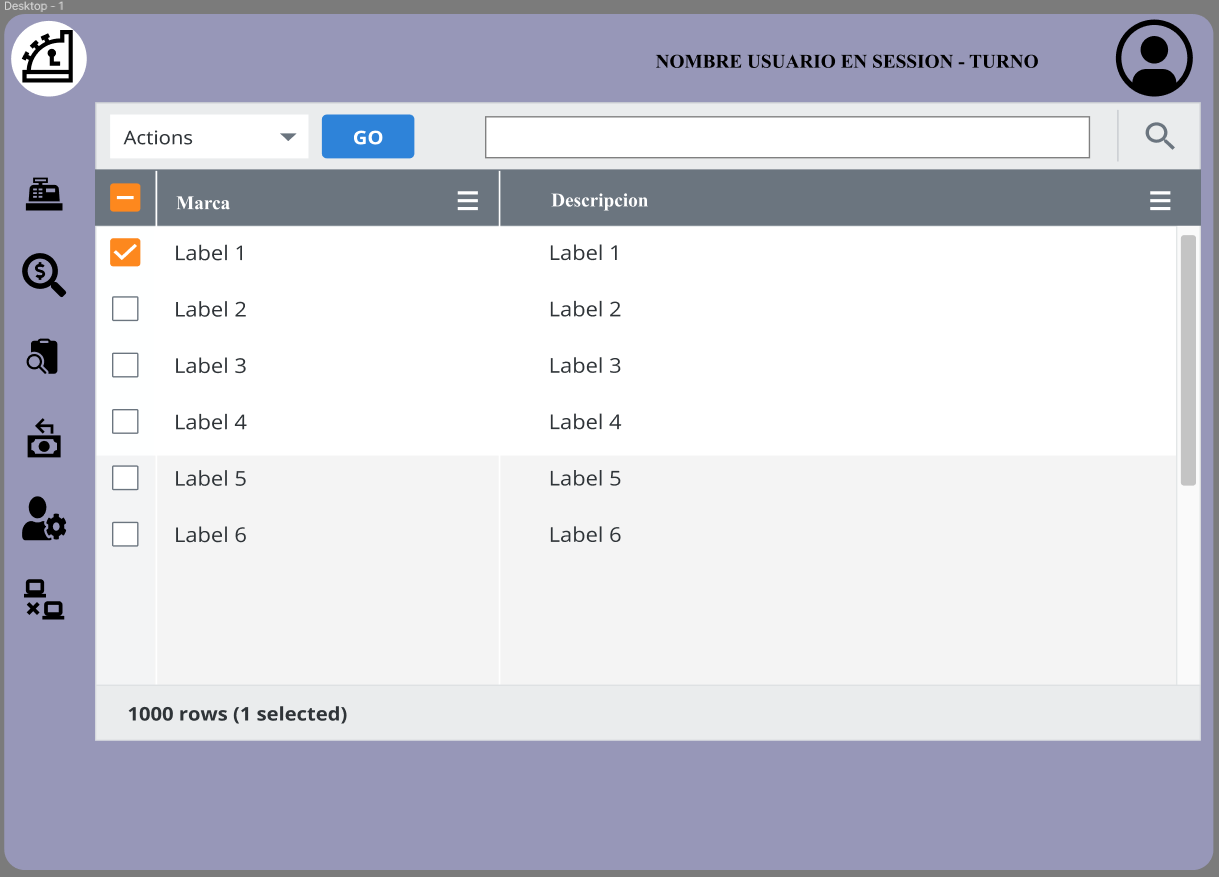 Desktop - 1
NOMBRE USUARIO EN SESSION - TURNO
Actions GO
Marca Descripcion
Label 1 Label 1
Label 2 Label 2
Label 3 Label 3
Label 4 Label 4
Label 5 Label 5
Label 6 Label 6
1000 rows (1 selected)